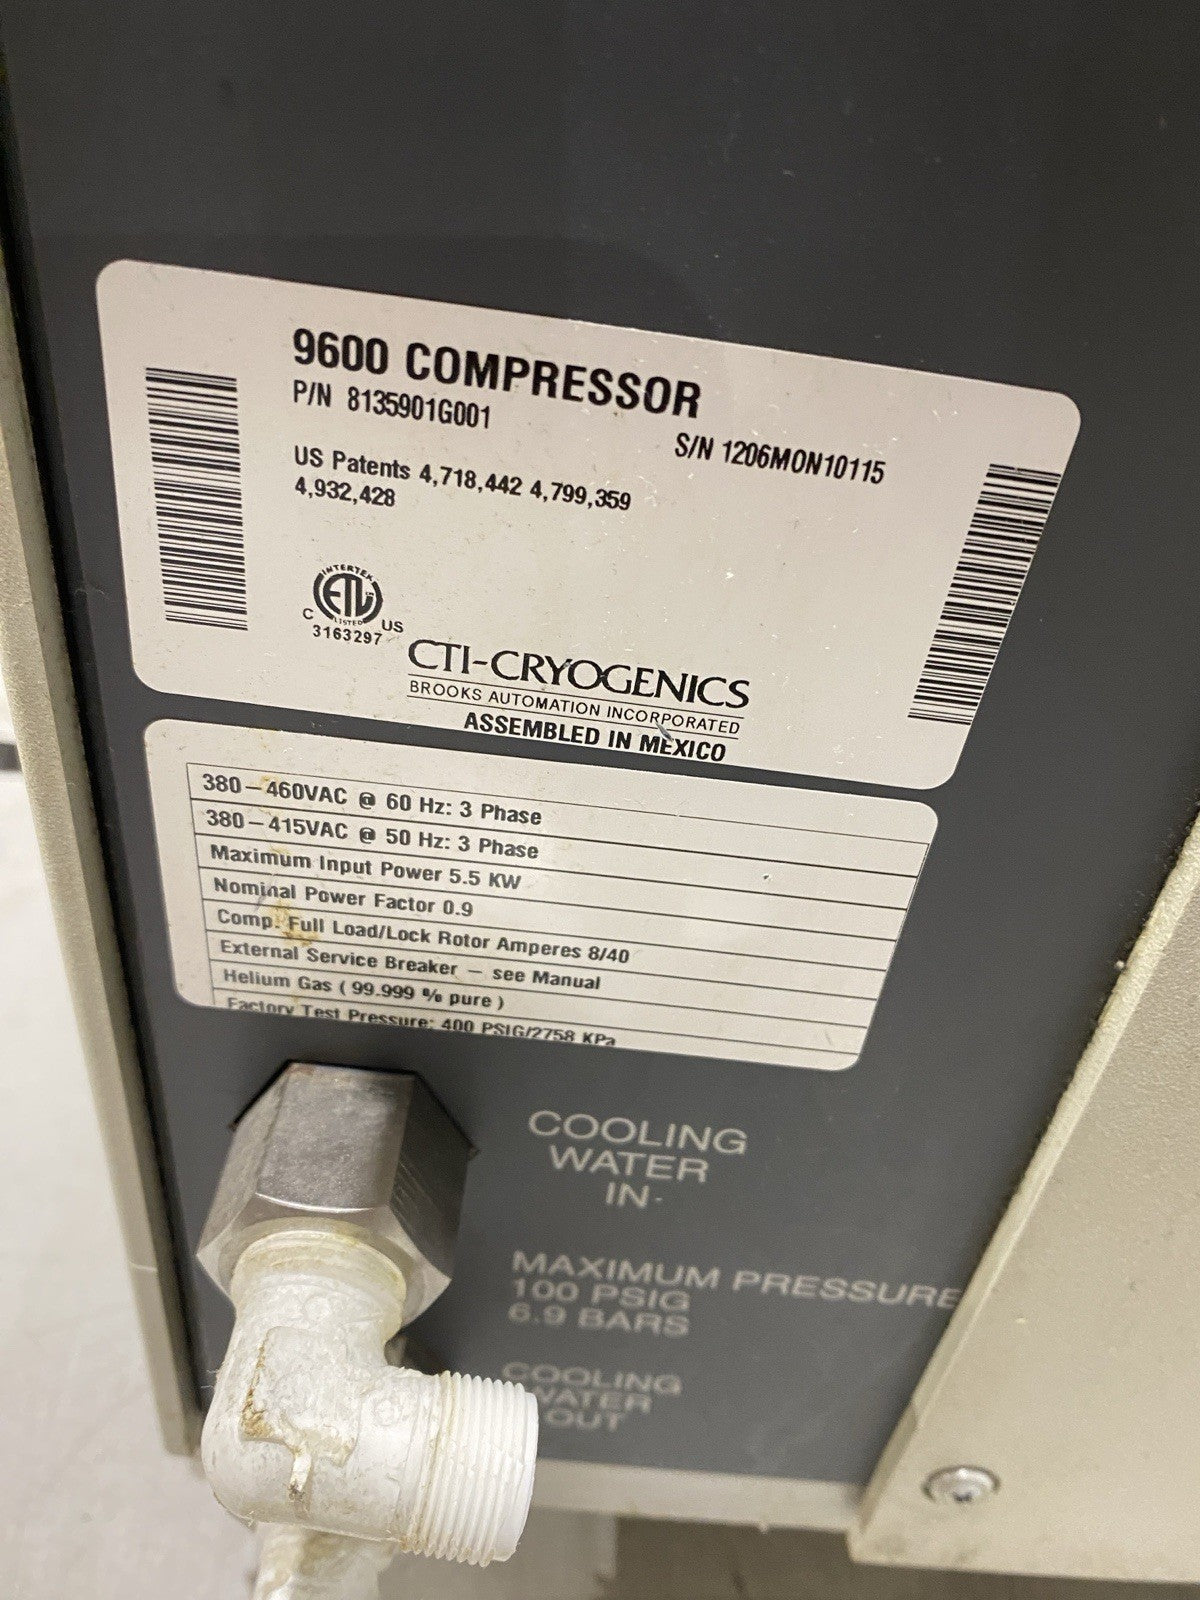 9600 COMPRESSOR
P/N 8135901G001
S/N 1206MON10115
US Patents 4,718,442 4,799,359
4,932,428
INTERTEK
ETL
LISTED
C US
3163297
CTI-CRYOGENICS
BROOKS AUTOMATION INCORPORATED
ASSEMBLED IN MEXICO
380-460VAC @ 60 Hz: 3 Phase
380-415VAC @ 50 Hz: 3 Phase
Maximum Input Power 5.5 KW
Nominal Power Factor 0.9
Comp. Full Load/Lock Rotor Amperes 8/40
External Service Breaker - see Manual
Helium Gas ( 99.999 % pure )
Factory Test Pressure: 400 PSIG/2758 KPa
COOLING
WATER
IN
MAXIMUM PRESSURE
100 PSIG
6.9 BARS
COOLING
WATER
OUT